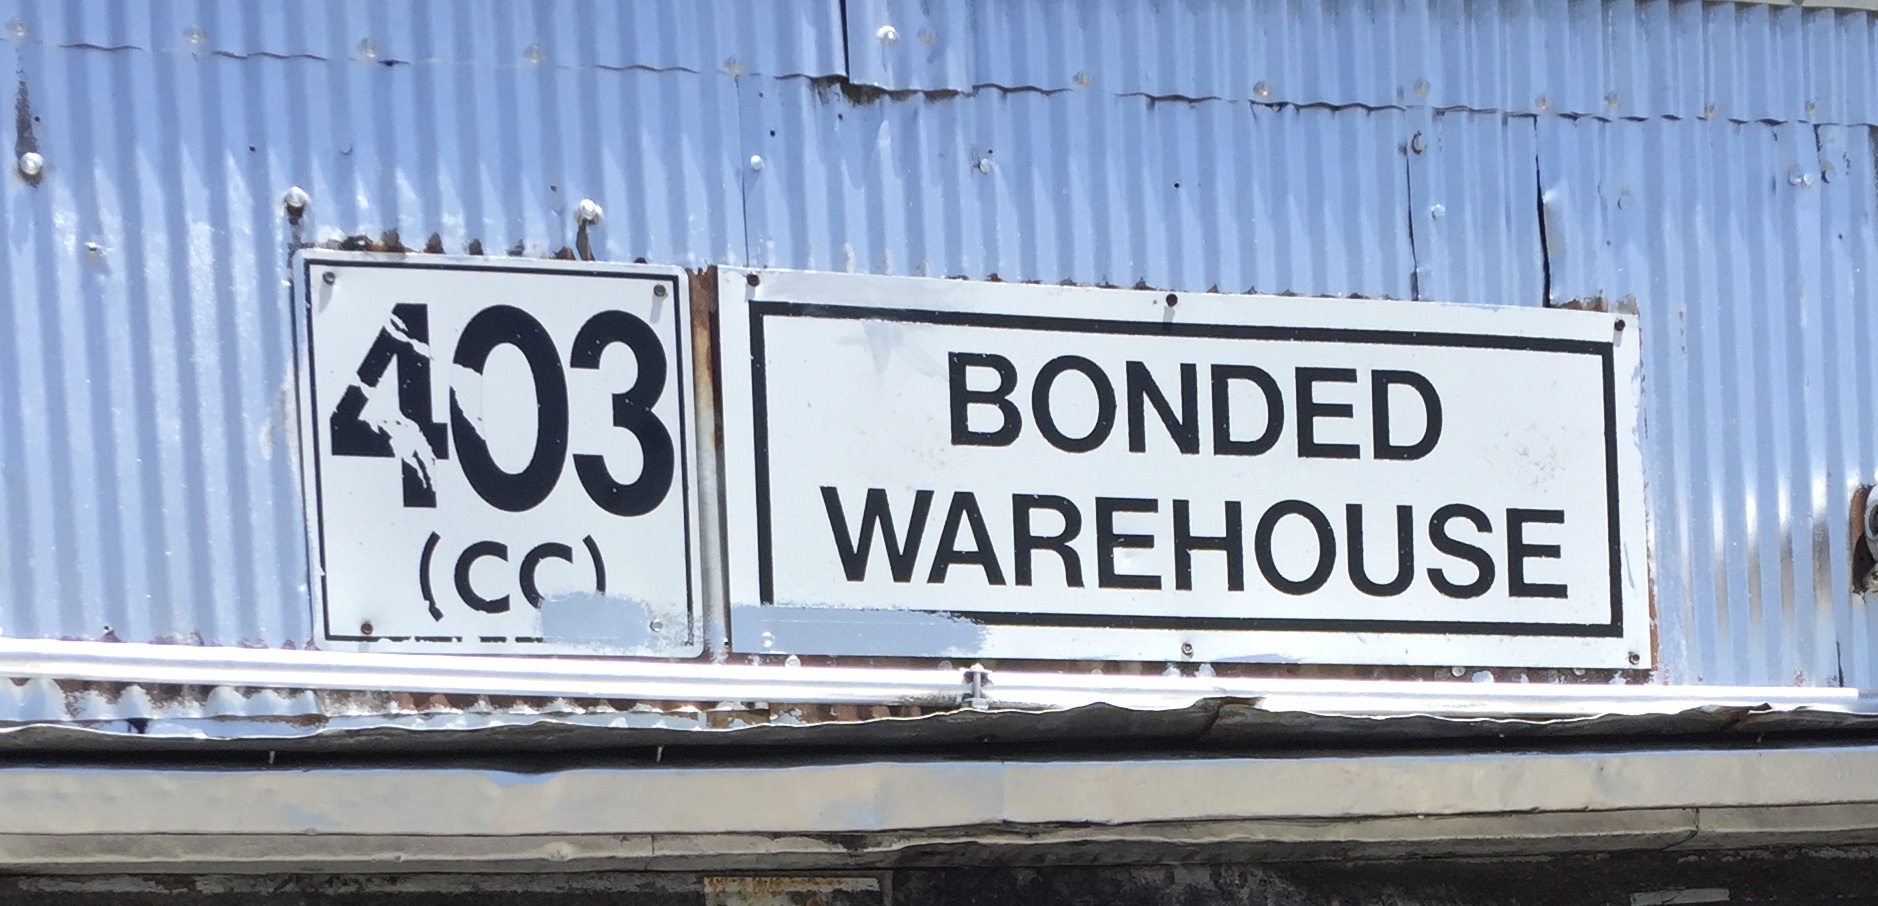 403
(CC)
BONDED
WAREHOUSE